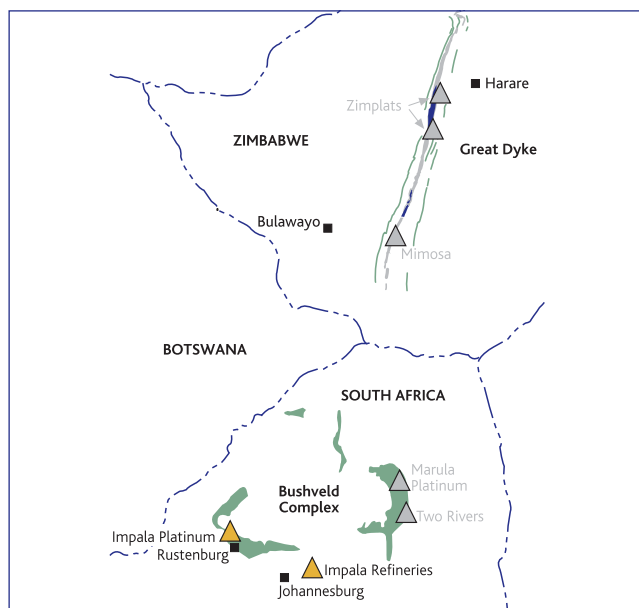 Harare
Zimplats
ZIMBABWE
Great Dyke
Bulawayo
Mimosa
BOTSWANA
SOUTH AFRICA
Marula
Platinum
Bushveld
Complex
Two Rivers
Impala Platinum
Rustenburg
Impala Refineries
Johannesburg